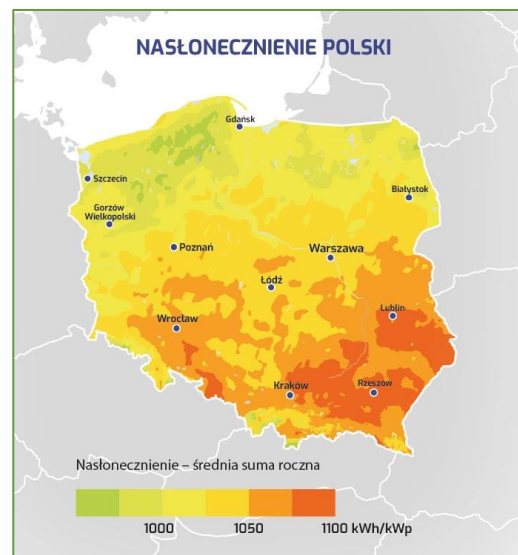 NASŁONECZNIENIE POLSKI
Gdańsk
Szczecin
Białystok
Gorzów
Wielkopolski
Poznań
Warszawa
Łódź
Lublin
Wrocław
Kraków
Rzeszów
Nasłonecznienie – średnia suma roczna
1000 1050 1100 kWh/kWp